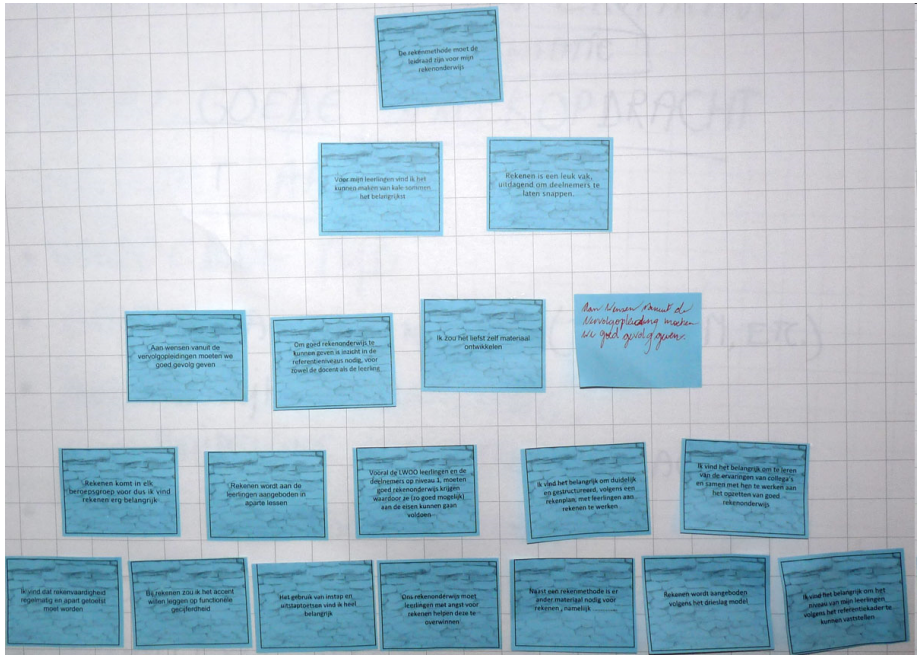 GOEDE OPDRACHT
De rekenmethode moet de
leidraad zijn voor mijn
rekenonderwijs
Voor mijn leerlingen vind ik het
kunnen maken van kale sommen
het belangrijkst
Rekenen is een leuk vak,
uitdagend om deelnemers te
laten snappen.
Aan wensen vanuit de
vervolgopleidingen moeten we
goed gevolg geven
Om goed rekenonderwijs te
kunnen geven is inzicht in de
referentieniveaus nodig, voor
zowel de docent als de leerling
Ik zou het liefst zelf materiaal
ontwikkelen
Aan wensen vanuit de
vervolgopleiding moeten
we goed gevolg geven.
Rekenen komt in elk
beroepsgroep voor dus ik vind
rekenen erg belangrijk
Rekenen wordt aan de
leerlingen aangeboden in
aparte lessen
Vooral de LWOO leerlingen en de
deelnemers op niveau 1, moeten
goed rekenonderwijs krijgen
waardoor ze (zo goed mogelijk)
aan de eisen kunnen gaan
voldoen
Ik vind het belangrijk om duidelijk
en gestructureerd, volgens een
rekenplan, met leerlingen aan
rekenen te werken
Ik vind het belangrijk om te leren
van de ervaringen van collega's
en samen met hen te werken aan
het opzetten van goed
rekenonderwijs
Ik vind dat rekenvaardigheid
regelmatig en apart getoetst
moet worden
Bij rekenen zou ik het accent
willen leggen op functionele
gecijferdheid
Het gebruik van instap en
uitstaptoetsen vind ik heel
belangrijk
Ons rekenonderwijs moet
leerlingen met angst voor
rekenen helpen deze te
overwinnen
Naast een rekenmethode is er
ander materiaal nodig voor
rekenen , namelijk
Rekenen wordt aangeboden
volgens het drieslag model
Ik vind het belangrijk om het
niveau van mijn leerlingen
volgens het referentiekader te
kunnen vaststellen